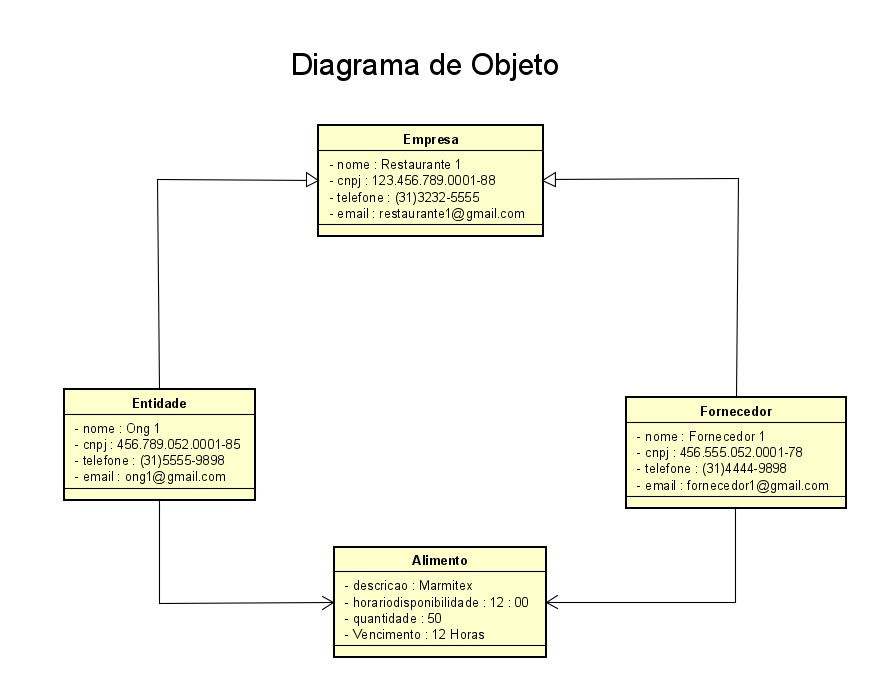 Diagrama de Objeto
Empresa
- nome : Restaurante 1
- cnpj : 123.456.789.0001-88
- telefone : (31)3232-5555
- email : restaurante1@gmail.com
Entidade
- nome : Ong 1
- cnpj : 456.789.052.0001-85
- telefone : (31)5555-9898
- email : ong1@gmail.com
Fornecedor
- nome : Fornecedor 1
- cnpj : 456.555.052.0001-78
- telefone : (31)4444-9898
- email : fornecedor1@gmail.com
Alimento
- descricao : Marmitex
- horariodisponibilidade : 12 : 00
- quantidade : 50
- Vencimento : 12 Horas